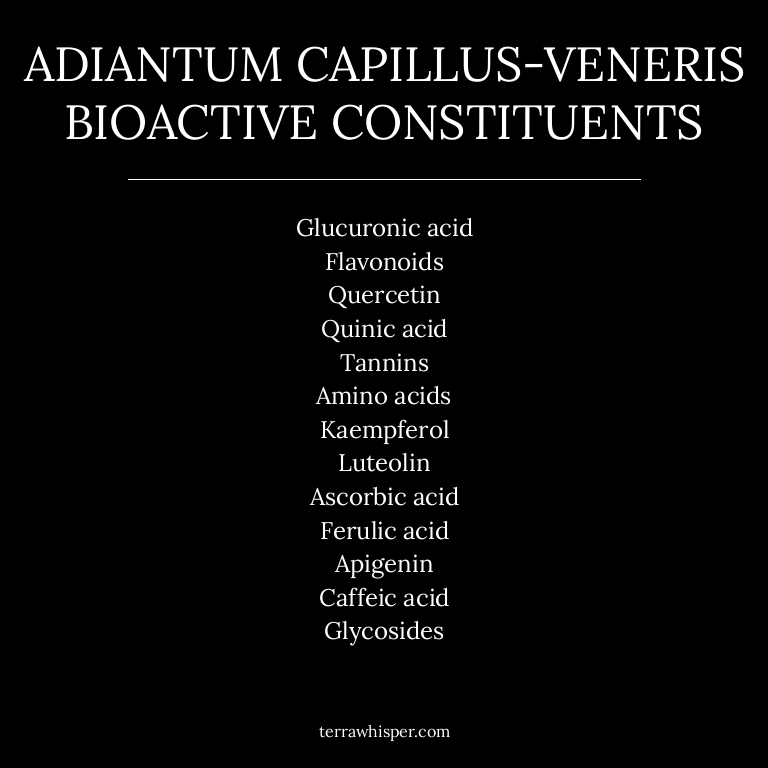 ADIANTUM CAPILLUS-VENERIS
BIOACTIVE CONSTITUENTS
Glucuronic acid
Flavonoids
Quercetin
Quinic acid
Tannins
Amino acids
Kaempferol
Luteolin
Ascorbic acid
Ferulic acid
Apigenin
Caffeic acid
Glycosides
terrawhisper.com